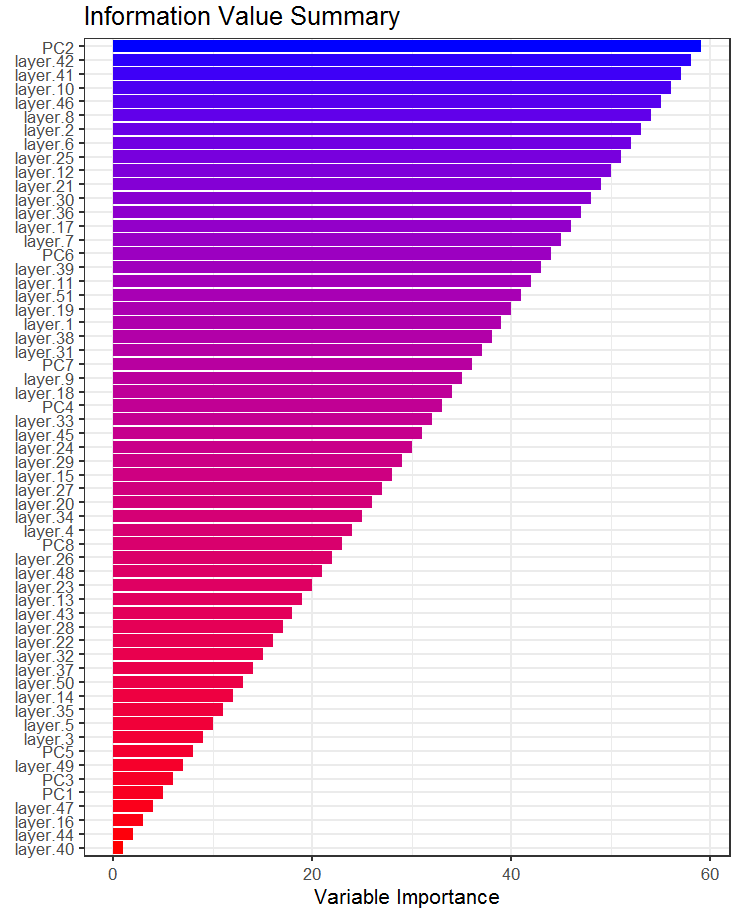 Information Value Summary
PC2
layer.42
layer.41
layer.10
layer.46
layer.8
layer.2
layer.6
layer.25
layer.12
layer.21
layer.30
layer.36
layer.17
layer.7
PC6
layer.39
layer.11
layer.51
layer.19
layer.1
layer.38
layer.31
PC7
layer.9
layer.18
PC4
layer.33
layer.45
layer.24
layer.29
layer.15
layer.27
layer.20
layer.34
layer.4
PC8
layer.26
layer.48
layer.23
layer.13
layer.43
layer.28
layer.22
layer.32
layer.37
layer.50
layer.14
layer.35
layer.5
layer.3
PC5
layer.49
PC3
PC1
layer.47
layer.16
layer.44
layer.40
0 20 40 60
Variable Importance